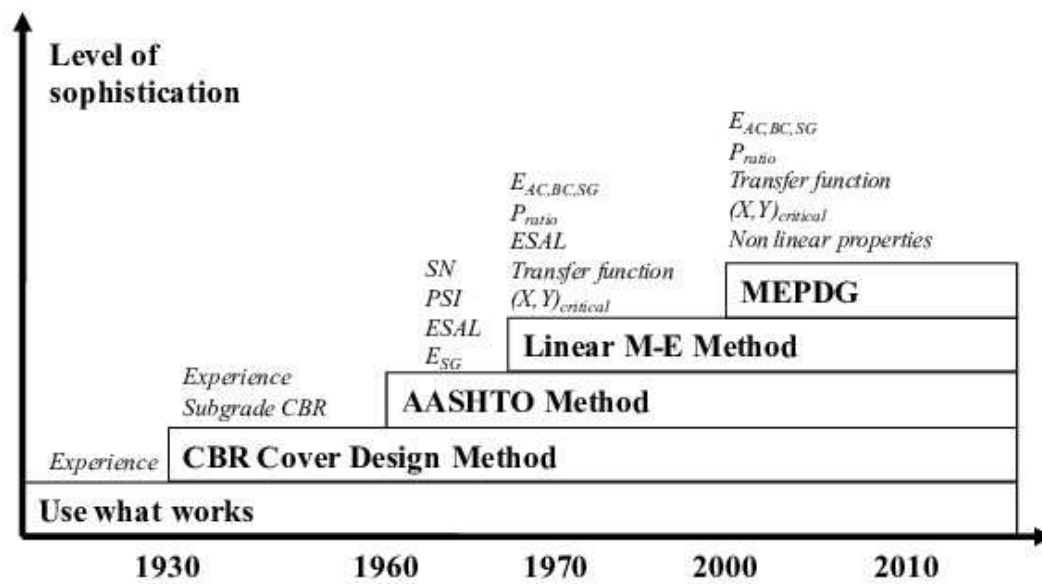 Level of
sophistication
E_AC,BC,SG
P_ratio
Transfer function
(X,Y)_critical
Non linear properties
E_AC,BC,SG
P_ratio
ESAL
Transfer function
(X,Y)_critical
SN
PSI
ESAL
E_SG
MEPDG
Linear M-E Method
Experience
Subgrade CBR
AASHTO Method
Experience
CBR Cover Design Method
Use what works
1930 1960 1970 2000 2010